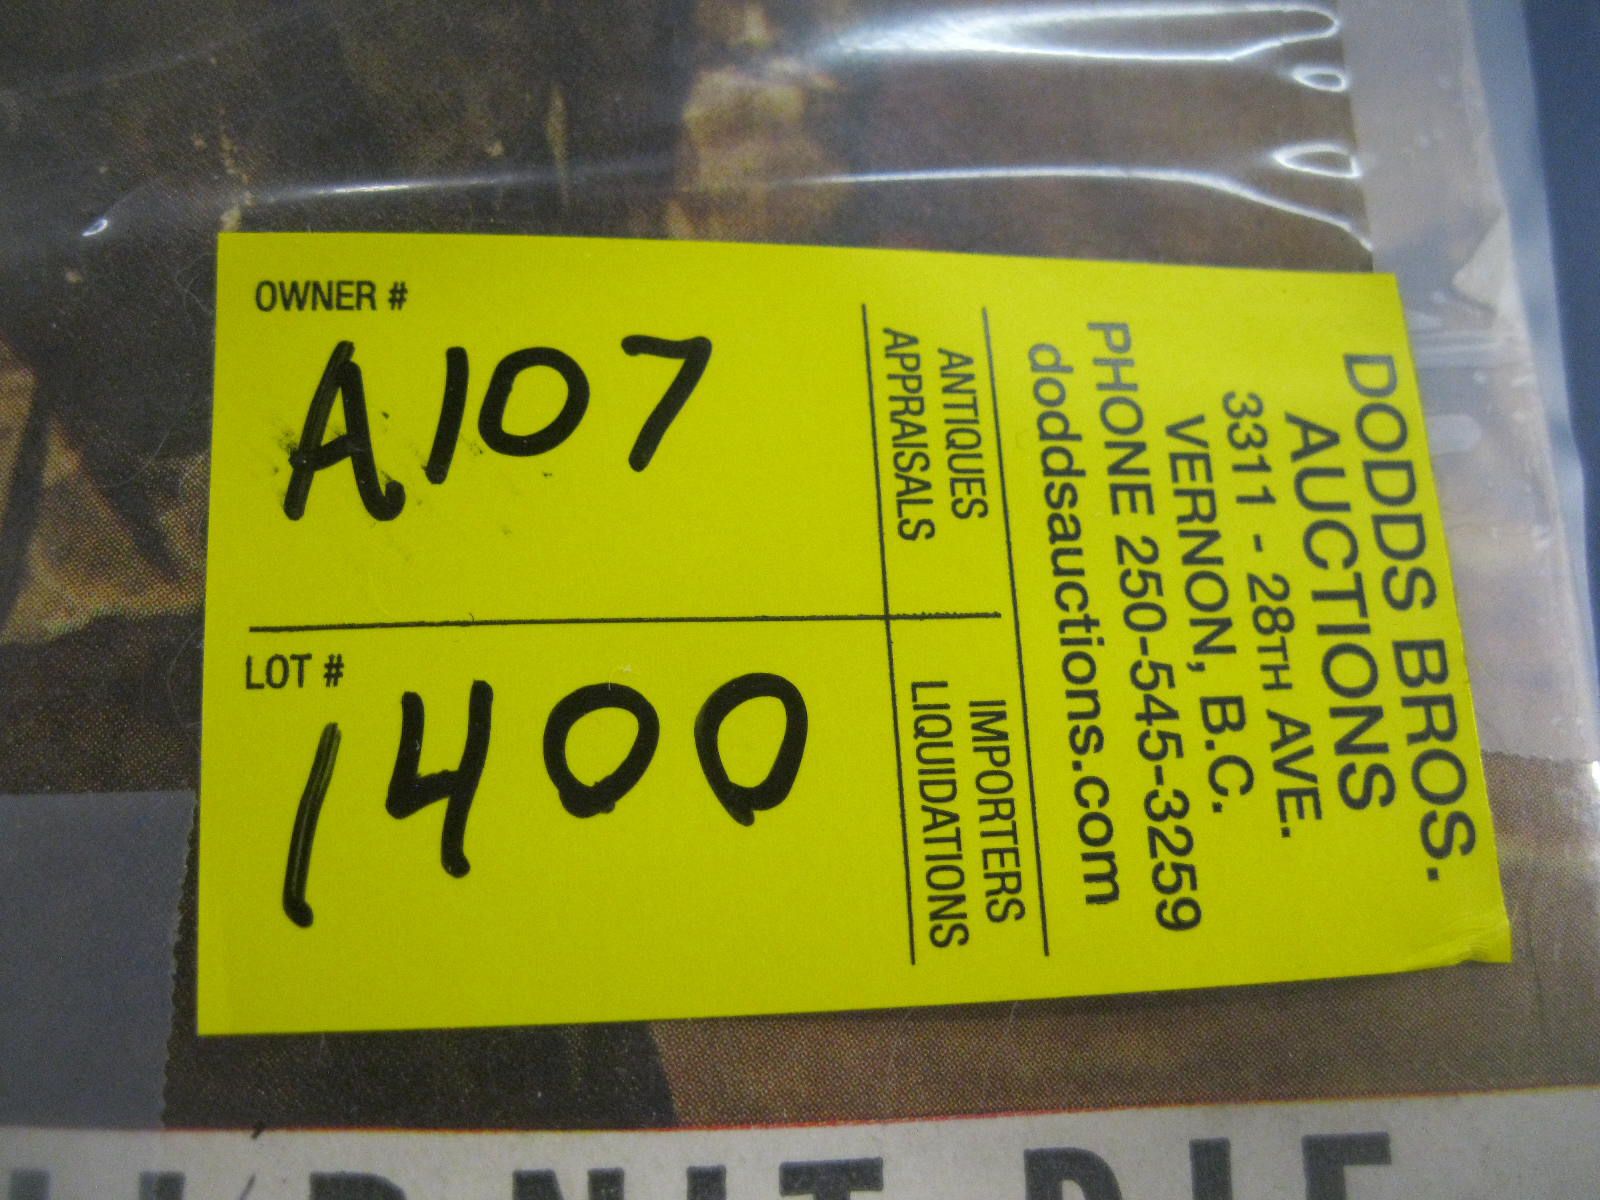 OWNER #
A107
LOT #
1400
DODDS BROS.
AUCTIONS
3311 - 28TH AVE.
VERNON, B.C.
PHONE 250-545-3259
doddsauctions.com
ANTIQUES
APPRAISALS
IMPORTERS
LIQUIDATIONS
DIE